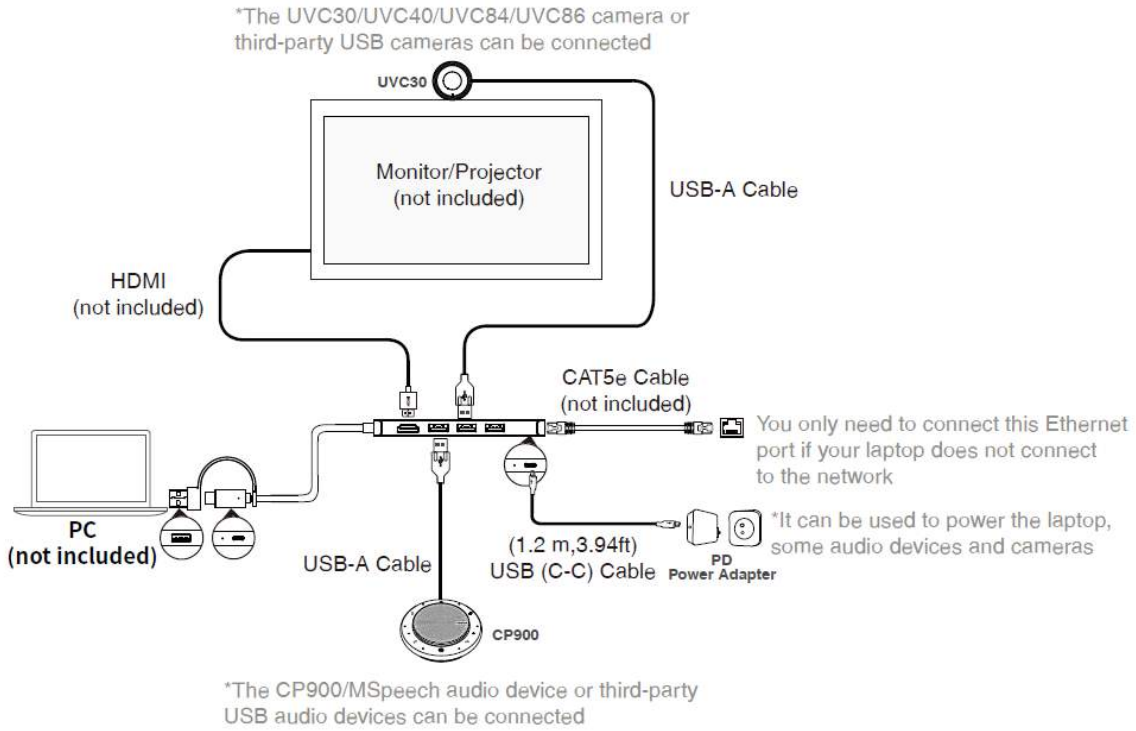 *The UVC30/UVC40/UVC84/UVC86 camera or
third-party USB cameras can be connected
UVC30
Monitor/Projector
(not included)
USB-A Cable
HDMI
(not included)
CAT5e Cable
(not included)
You only need to connect this Ethernet
port if your laptop does not connect
to the network
PC
(not included)
USB-A Cable
(1.2 m,3.94ft)
USB (C-C) Cable
PD
Power Adapter
*It can be used to power the laptop,
some audio devices and cameras
CP900
*The CP900/MSpeech audio device or third-party
USB audio devices can be connected